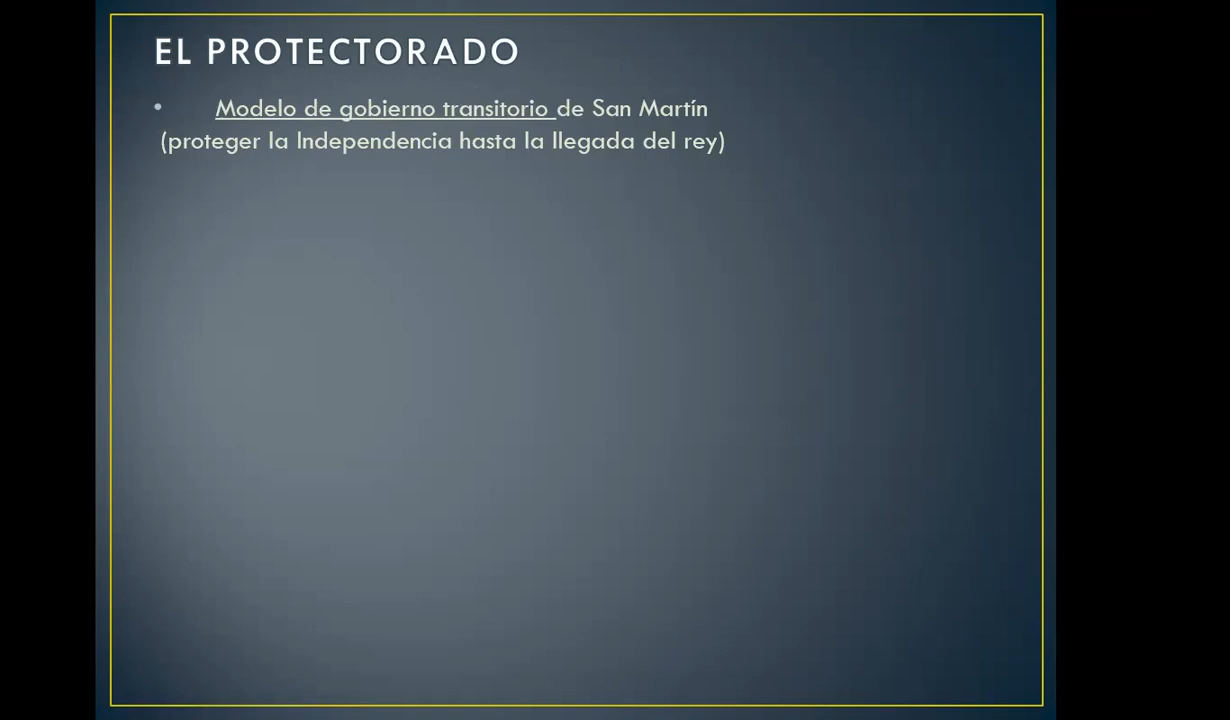 EL PROTECTORADO
• Modelo de gobierno transitorio de San Martín
(proteger la Independencia hasta la llegada del rey)